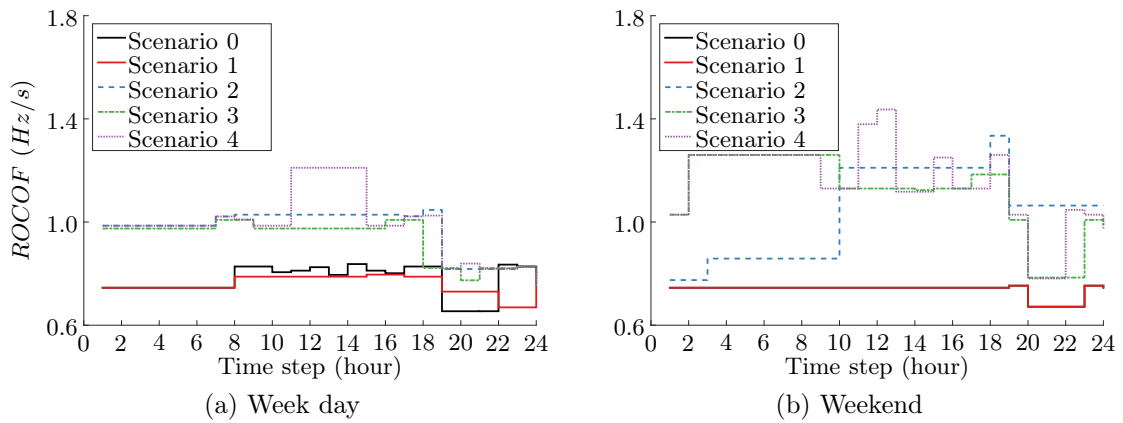 ROCOF (Hz/s)
1.8
1.4
1.0
0.6
Scenario 0
Scenario 1
Scenario 2
Scenario 3
Scenario 4
0 2 4 6 8 10 12 14 16 18 20 22 24
Time step (hour)
(a) Week day
1.8
1.4
1.0
0.6
Scenario 0
Scenario 1
Scenario 2
Scenario 3
Scenario 4
0 2 4 6 8 10 12 14 16 18 20 22 24
Time step (hour)
(b) Weekend